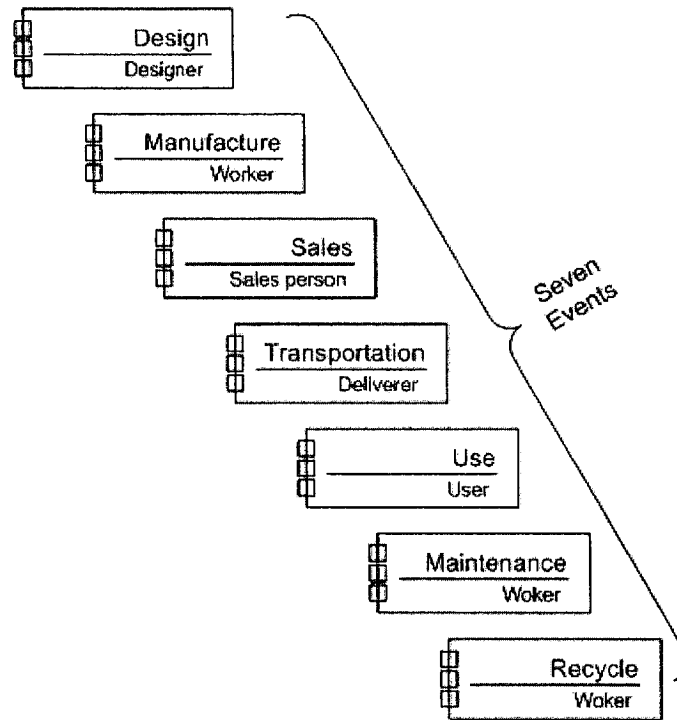 Design
Designer
Manufacture
Worker
Sales
Sales person
Transportation
Deliverer
Use
User
Maintenance
Woker
Recycle
Woker
Seven
Events